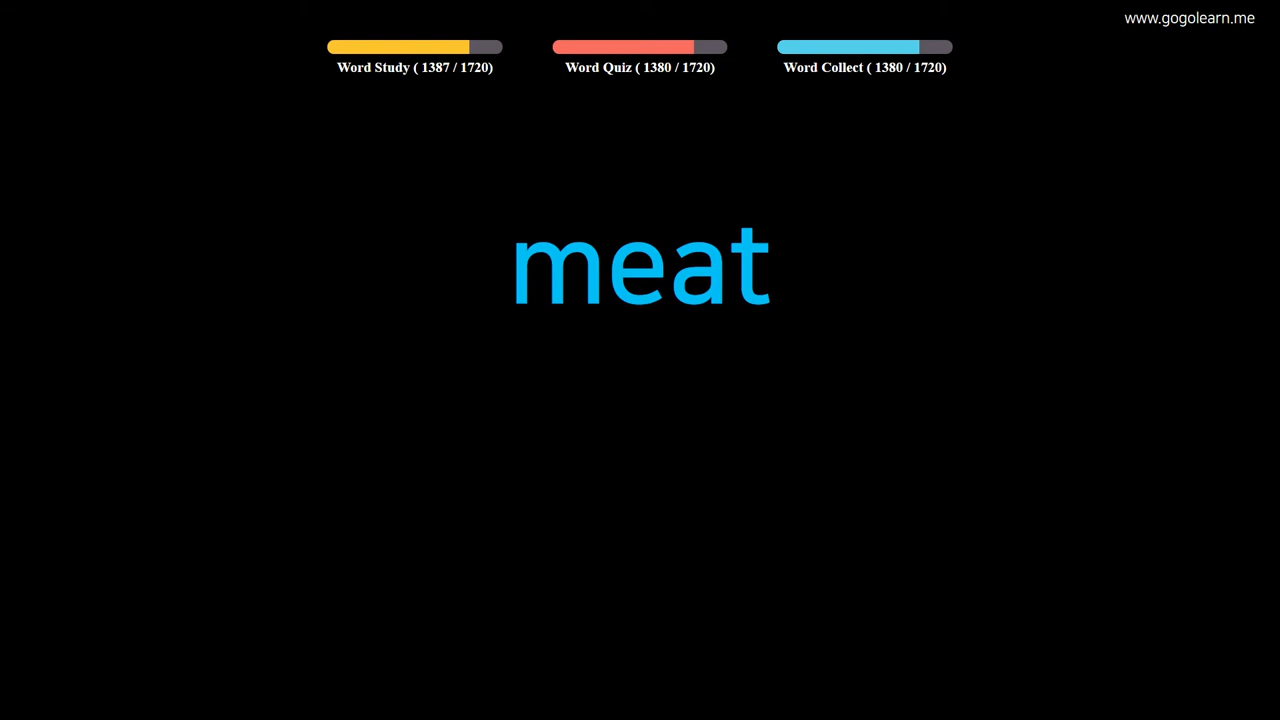 www.gogolearn.me
Word Study ( 1387 / 1720)
Word Quiz ( 1380 / 1720)
Word Collect ( 1380 / 1720)
meat